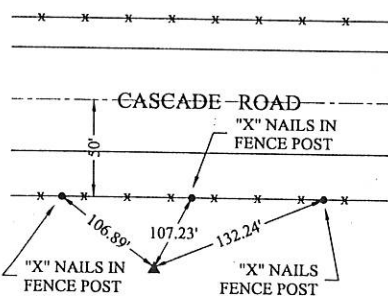 CASCADE ROAD
"X" NAILS IN
FENCE POST
50'
106.89'
107.23'
132.24'
"X" NAILS IN
FENCE POST
"X" NAILS
FENCE POST